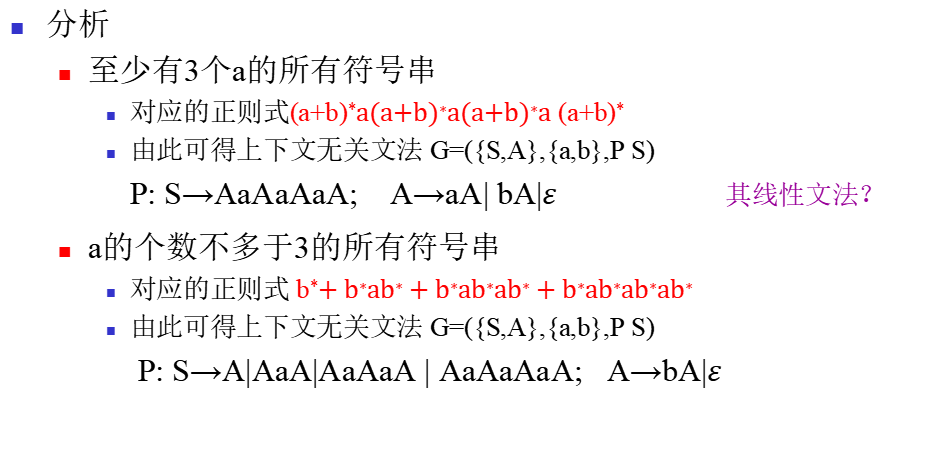 分析
至少有3个a的所有符号串
对应的正则式(a+b)*a(a+b)*a(a+b)*a (a+b)*
由此可得上下文无关文法 G=({S,A},{a,b},P S)
P: S→AaAaAaA; A→aA| bA|ε 其线性文法？
a的个数不多于3的所有符号串
对应的正则式 b*+ b*ab* + b*ab*ab* + b*ab*ab*ab*
由此可得上下文无关文法 G=({S,A},{a,b},P S)
P: S→A|AaA|AaAaA | AaAaAaA; A→bA|ε